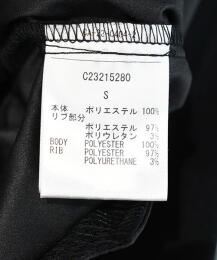 C23215280
S
本体 ポリエステル 100%
リブ部分
ポリエステル 97%
ポリウレタン 3%
BODY POLYESTER 100%
RIB POLYESTER 97%
POLYURETHANE 3%